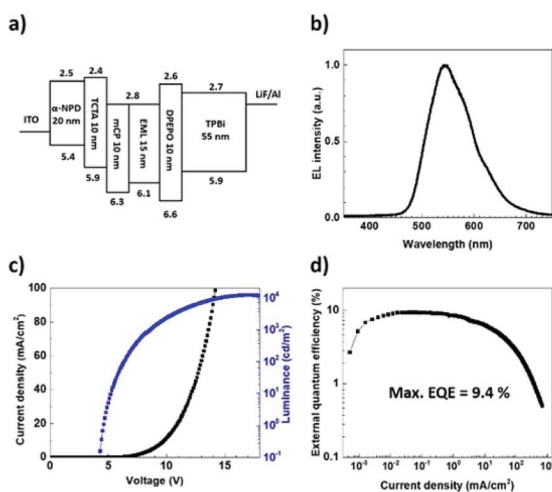 a)
2.5
2.4
2.8
2.6
2.7
ITO
α-NPD
20 nm
TCTA 10 nm
mCP 10 nm
EML 15 nm
DPEPO 10 nm
TPBi
55 nm
LiF/Al
5.4
5.9
6.3
6.1
6.6
5.9
b)
EL intensity (a.u.)
1.0
0.5
0.0
400 500 600 700
Wavelength (nm)
c)
Current density (mA/cm²)
100
80
60
40
20
0
0 5 10 15
Voltage (V)
10⁴
10³
10²
10¹
10⁰
10⁻¹
Luminance (cd/m²)
d)
External quantum efficiency (%)
100
10
1
0.1
Max. EQE = 9.4 %
10⁻³ 10⁻² 10⁻¹ 10⁰ 10¹ 10² 10³
Current density (mA/cm²)